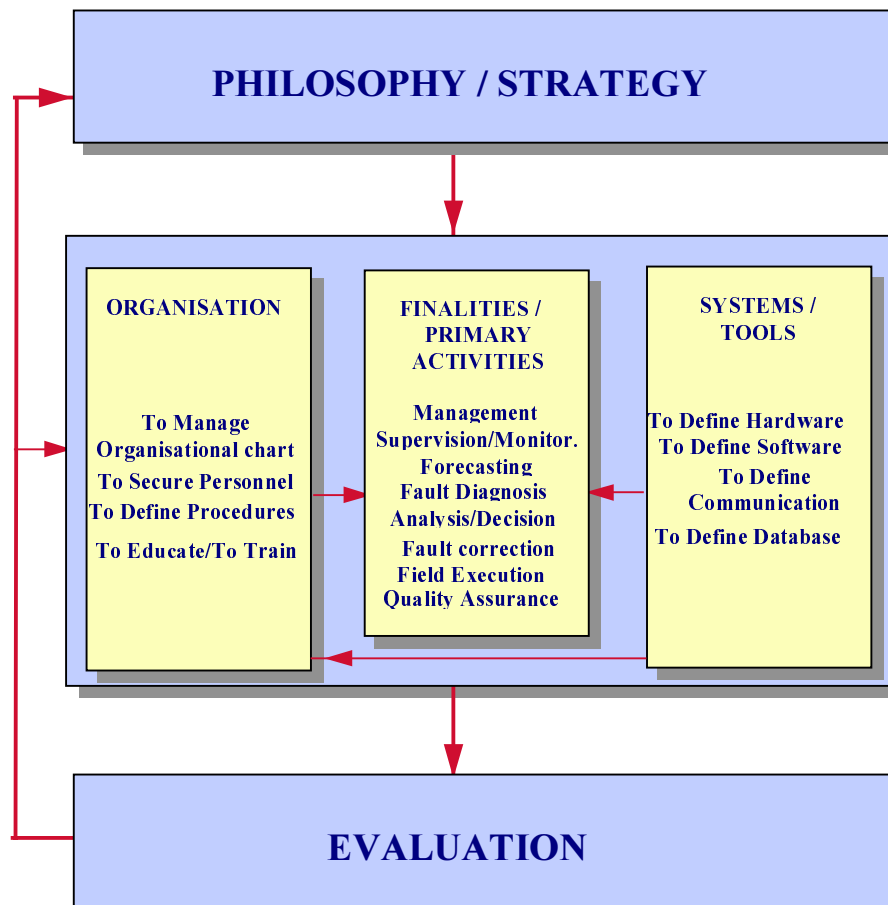 PHILOSOPHY / STRATEGY
ORGANISATION
To Manage
Organisational chart
To Secure Personnel
To Define Procedures
To Educate/To Train
FINALITIES /
PRIMARY
ACTIVITIES
Management
Supervision/Monitor.
Forecasting
Fault Diagnosis
Analysis/Decision
Fault correction
Field Execution
Quality Assurance
SYSTEMS /
TOOLS
To Define Hardware
To Define Software
To Define
Communication
To Define Database
EVALUATION